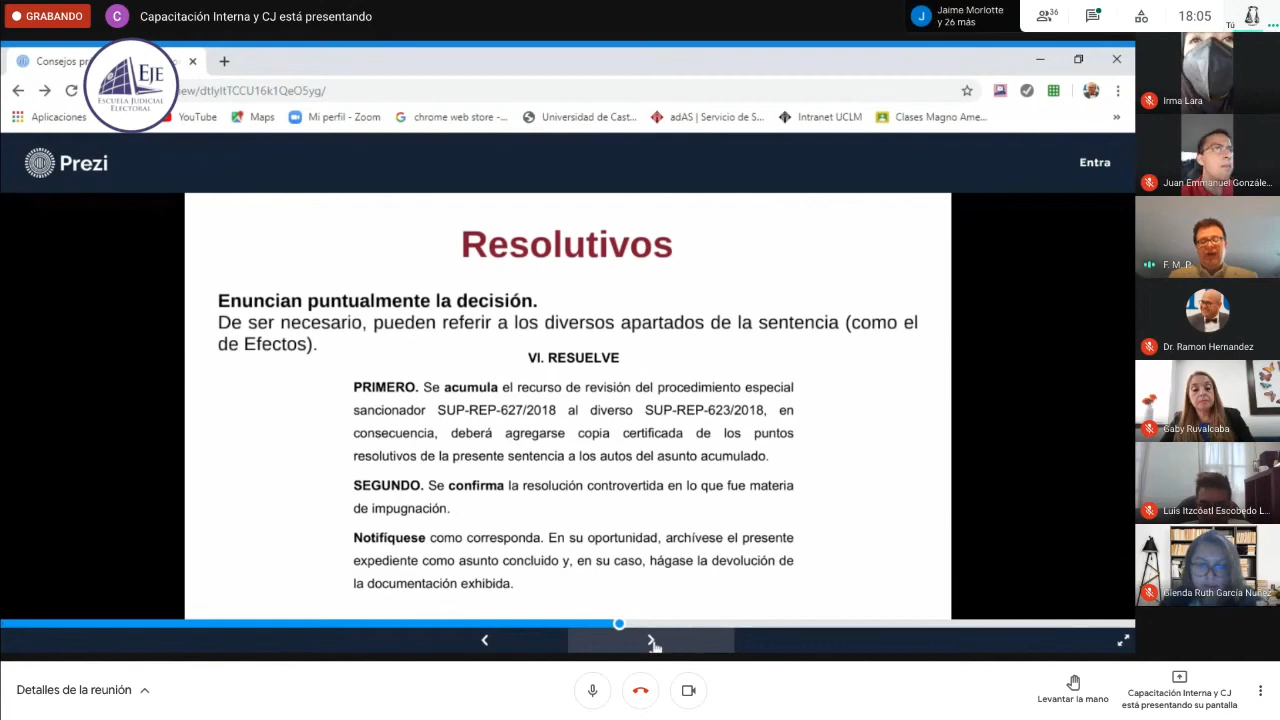 GRABANDO
C
Capacitación Interna y CJ está presentando
J
Jaime Morlotte
y 26 más
36
18:05
Tú
Consejos pr
EJE
ESCUELA JUDICIAL
ELECTORAL
ew/dtlyItTCCU16k1QeO5yg/
Aplicaciones
YouTube
Maps
Mi perfil - Zoom
chrome web store -...
Universidad de Cast...
adAS | Servicio de S...
Intranet UCLM
Clases Magno Ame...
»
Prezi
Entra
Resolutivos
Enuncian puntualmente la decisión.
De ser necesario, pueden referir a los diversos apartados de la sentencia (como el
de Efectos).
VI. RESUELVE
PRIMERO. Se acumula el recurso de revisión del procedimiento especial
sancionador SUP-REP-627/2018 al diverso SUP-REP-623/2018, en
consecuencia, deberá agregarse copia certificada de los puntos
resolutivos de la presente sentencia a los autos del asunto acumulado.
SEGUNDO. Se confirma la resolución controvertida en lo que fue materia
de impugnación.
Notifíquese como corresponda. En su oportunidad, archívese el presente
expediente como asunto concluido y, en su caso, hágase la devolución de
la documentación exhibida.
Irma Lara
Juan Emmanuel Gonzále...
F. M. P.
Dr. Ramon Hernandez
Gaby Ruvalcaba
Luis Itzcóatl Escobedo L...
Glenda Ruth García Nuñez
Detalles de la reunión
Levantar la mano
Capacitación Interna y CJ
está presentando su pantalla